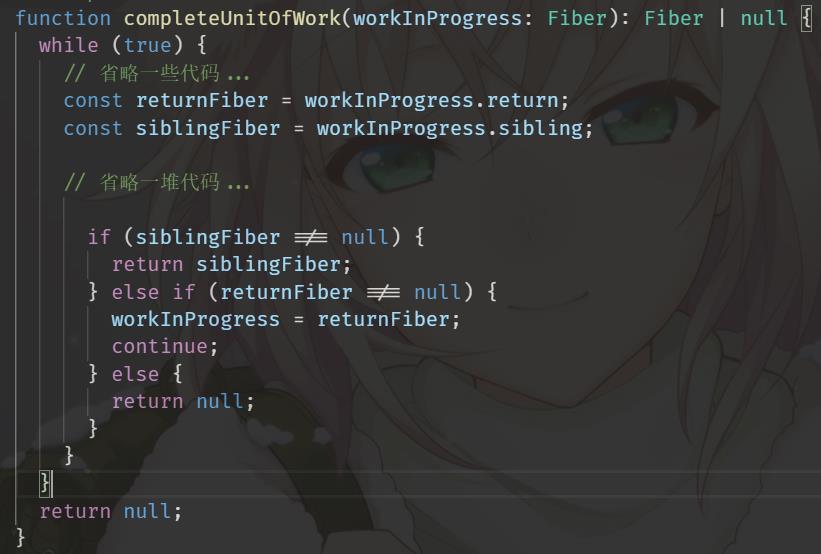 function completeUnitOfWork(workInProgress: Fiber): Fiber | null {
  while (true) {
    // 省略一些代码...
    const returnFiber = workInProgress.return;
    const siblingFiber = workInProgress.sibling;

    // 省略一堆代码...

      if (siblingFiber !== null) {
        return siblingFiber;
      } else if (returnFiber !== null) {
        workInProgress = returnFiber;
        continue;
      } else {
        return null;
      }
    }
  }
  return null;
}